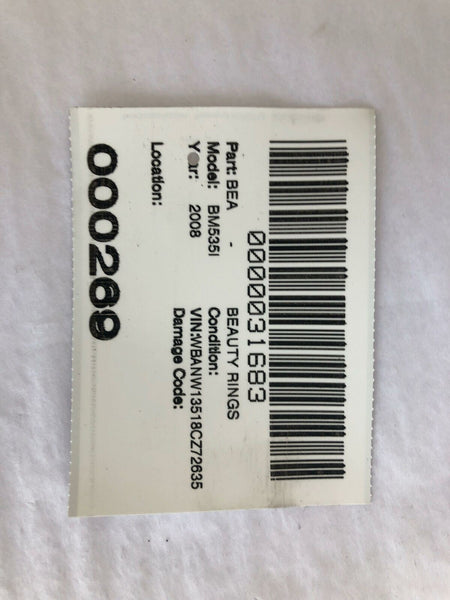 0000031683
Part: BEA - BEAUTY RINGS
Model: BM535I Condition:
Year: 2008 VIN:WBANW13518CZ72635
Damage Code:
Location:
000269